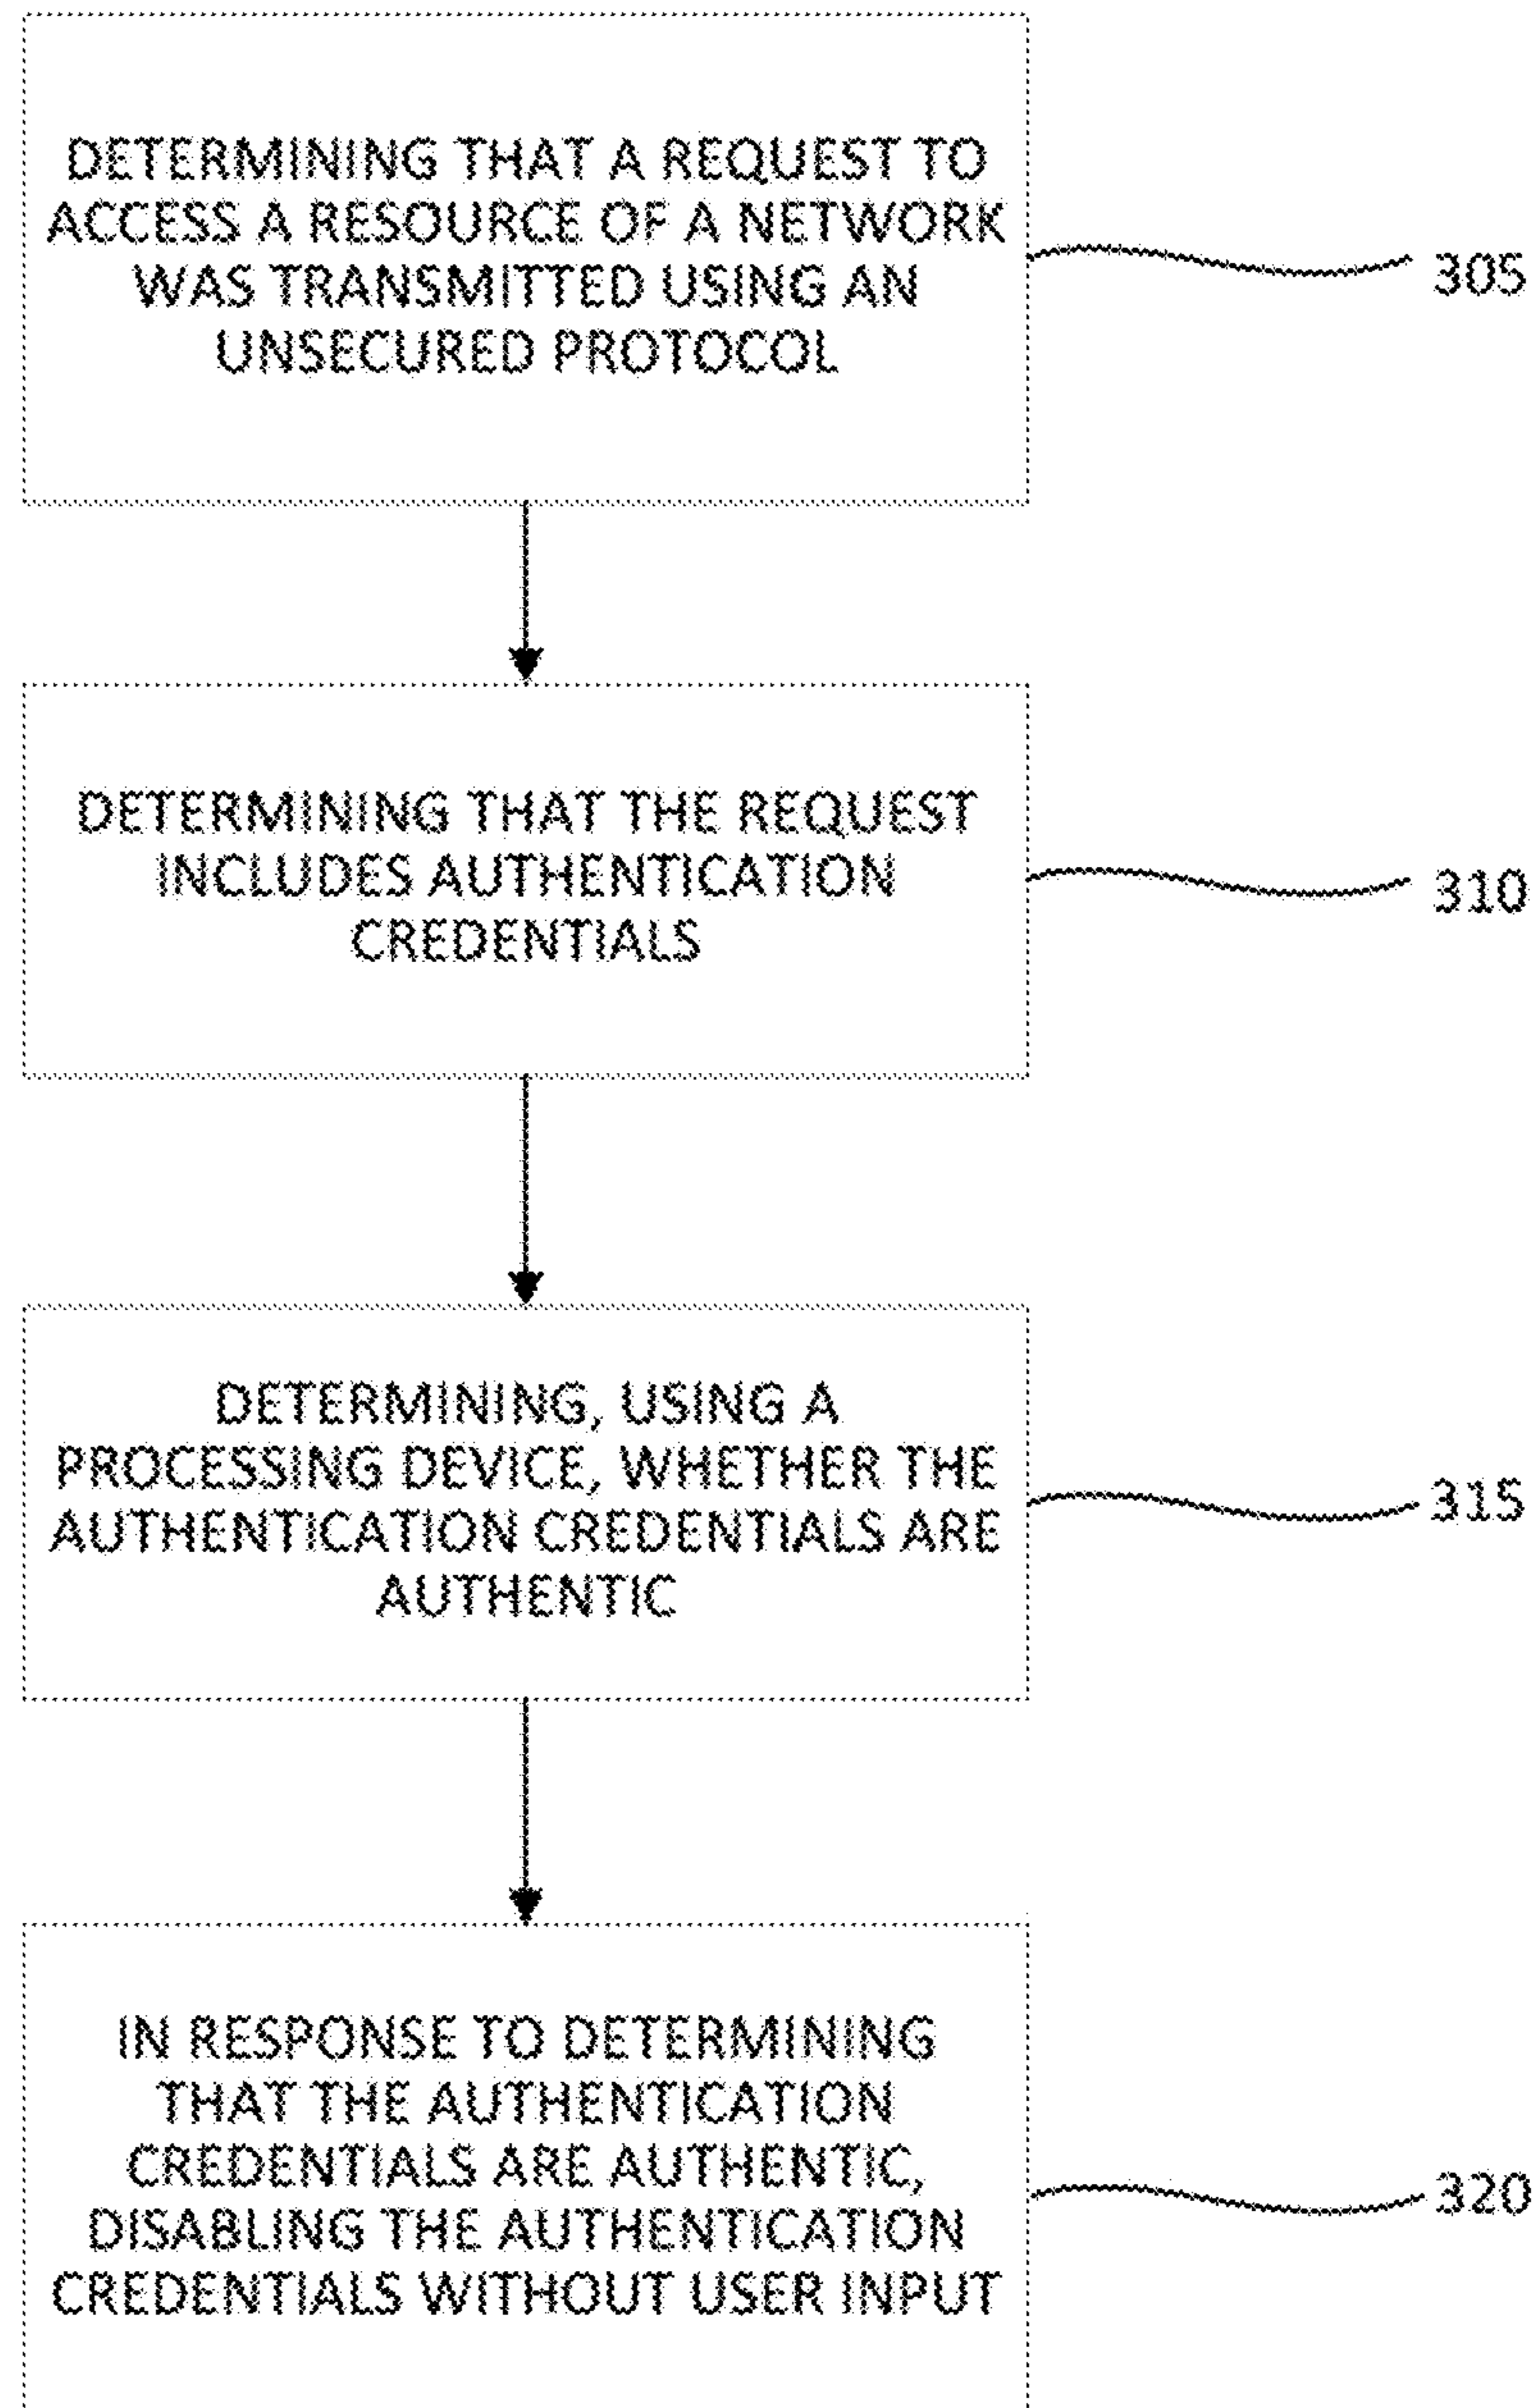 DETERMINING THAT A REQUEST TO
ACCESS A RESOURCE OF A NETWORK
WAS TRANSMITTED USING AN
UNSECURED PROTOCOL
305
DETERMINING THAT THE REQUEST
INCLUDES AUTHENTICATION
CREDENTIALS
310
DETERMINING, USING A
PROCESSING DEVICE, WHETHER THE
AUTHENTICATION CREDENTIALS ARE
AUTHENTIC
315
IN RESPONSE TO DETERMINING
THAT THE AUTHENTICATION
CREDENTIALS ARE AUTHENTIC,
DISABLING THE AUTHENTICATION
CREDENTIALS WITHOUT USER INPUT
320